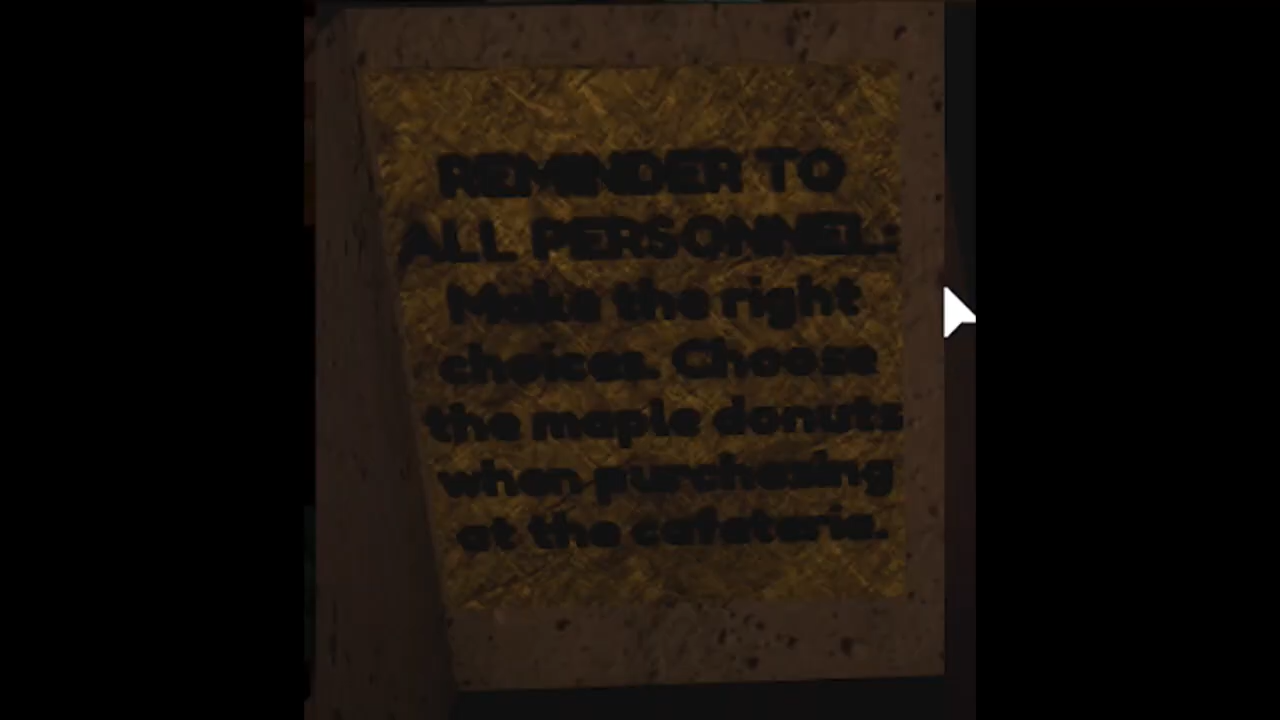 REMINDER TO
ALL PERSONNEL:
Make the right
choices. Choose
the maple donuts
when purchasing
at the cafeteria.